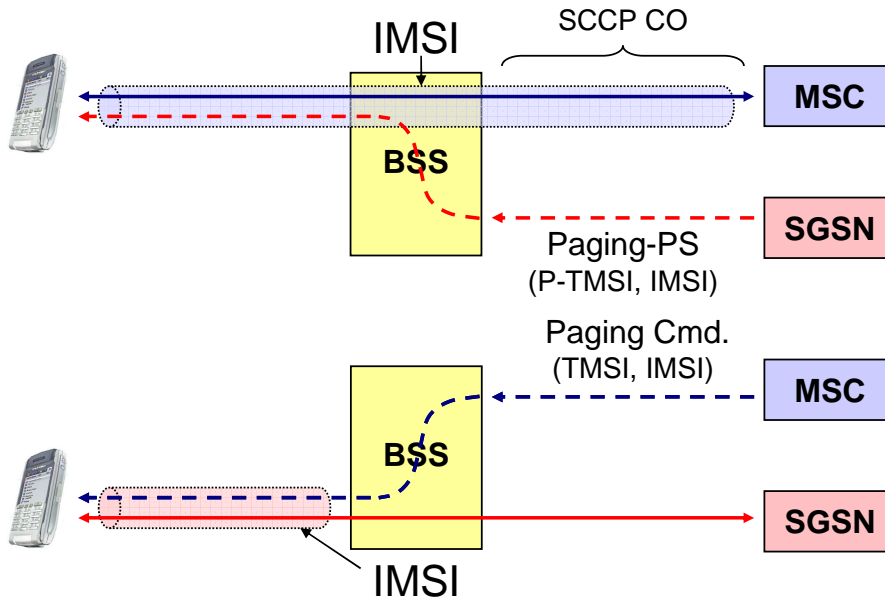 IMSI
SCCP CO
MSC
BSS
SGSN
Paging-PS
(P-TMSI, IMSI)
Paging Cmd.
(TMSI, IMSI)
MSC
BSS
SGSN
IMSI